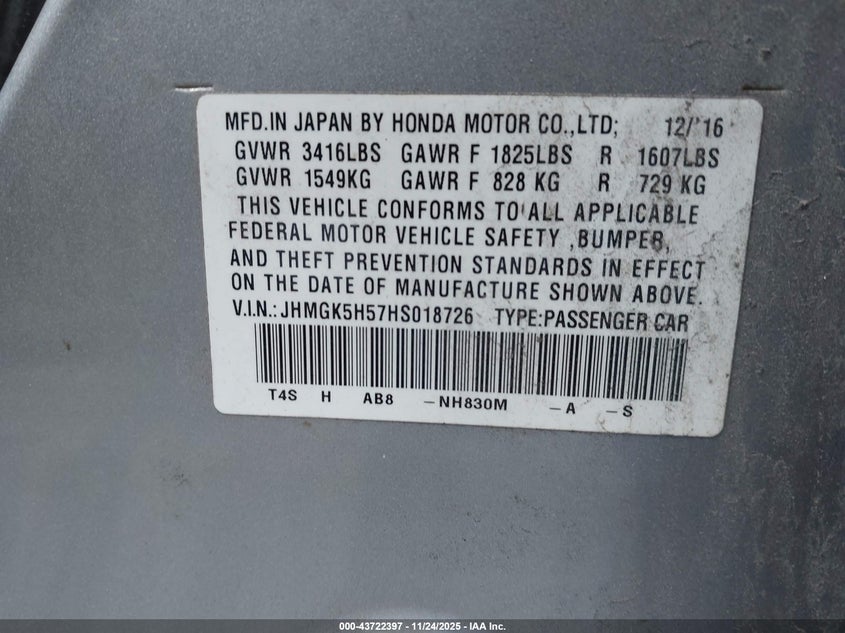 MFD.IN JAPAN BY HONDA MOTOR CO.,LTD; 12/'16
GVWR 3416LBS GAWR F 1825LBS R 1607LBS
GVWR 1549KG GAWR F 828 KG R 729 KG
THIS VEHICLE CONFORMS TO ALL APPLICABLE
FEDERAL MOTOR VEHICLE SAFETY ,BUMPER,
AND THEFT PREVENTION STANDARDS IN EFFECT
ON THE DATE OF MANUFACTURE SHOWN ABOVE.
V.I.N.: JHMGK5H57HS018726 TYPE:PASSENGER CAR
T4S H AB8 -NH830M -A -S
000-43722397 - 11/24/2025 - IAA Inc.